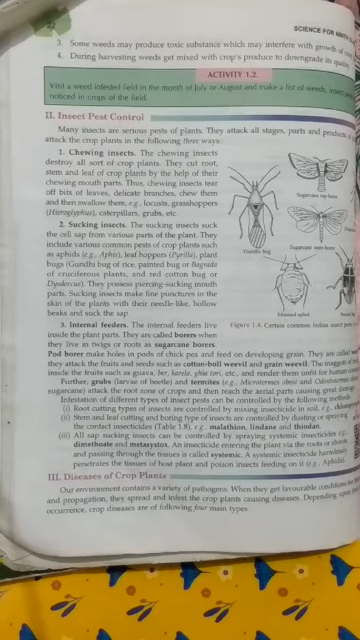 SCIENCE FOR NINTH
3. Some weeds may produce toxic substance which may interfere with growth of
4. During harvesting weeds get mixed with crop's produce to downgrade its quality
ACTIVITY 1.2.
Visit a weed infested field in the month of July or August and make a list of weeds,
noticed in crops of the field.
II. Insect Pest Control
Many insects are serious pests of plants. They attack all stages, parts and products of
attack the crop plants in the following three ways:
1. Chewing insects. The chewing insects
destroy all sort of crop plants. They cut root,
stem and leaf of crop plants by the help of their
chewing mouth parts. Thus, chewing insects tear
off bits of leaves, delicate branches, chew them
and then swallow them, e.g., locusts, grasshoppers
(Hieroglyphus), caterpillars, grubs, etc.
2. Sucking insects. The sucking insects suck
the cell sap from various parts of the plant. They
include various pests of crop plants such
as aphids (e.g., Aphis), leaf hoppers (Pyrilla), plant
bugs (Gundhi bug of rice, painted bug or Bagrada
of cruciferous plants, and red cotton bug or
Dysdercus). They possess piercing-sucking mouth
parts. Sucking insects make fine punctures in the
skin of the plants with their needle-like, hollow
beaks and suck the sap
3. Internal feeders. The internal feeders live
inside the plant parts. They are called borers when
they live in twigs or roots as sugarcane borers.
Sugarcane top-borer
Gundhi bug
Sugarcane stem-borer
Mustard aphid
Figure 1.4. Certain common Indian insect pests
Pod borer make holes in pods of chick pea and feed on developing grain. They are called
they attack the fruits and seeds such as cotton-boll weevil and grain weevil. The maggots of
inside the fruits such as guava, ber, karela, ghia tori, etc., and render them unfit for human
Further, grubs (larvae of beetle) and termites (e.g., Microtermes obesi and Odontotermes
sugarcane) attack the root zone of crops and then reach the aerial parts causing great damage.
Infestation of different types of insect pests can be controlled by the following methods
(i) Root cutting types of insects are controlled by mixing insecticide in soil, e.g.,
(ii) Stem and leaf cutting and boring type of insects are controlled by dusting or spraying
the contact insecticides (Table 1.8), e.g., malathion, lindane and thiodan.
(iii) All sap sucking insects can be controlled by spraying systemic insecticides e.g.,
dimethoate and metasystox. An insecticide entering the plant via the roots or shoots
and passing through the tissues is called systemic. A systemic insecticide harmlessly
penetrates the tissues of host plant and poison insects feeding on it (e.g., Aphids).
III. Diseases of Crop Plants
Our environment contains a variety of pathogens. When they get favourable conditions for
and propagation, they spread and infest the crop plants causing diseases. Depending upon
occurrence, crop diseases are of following four main types.